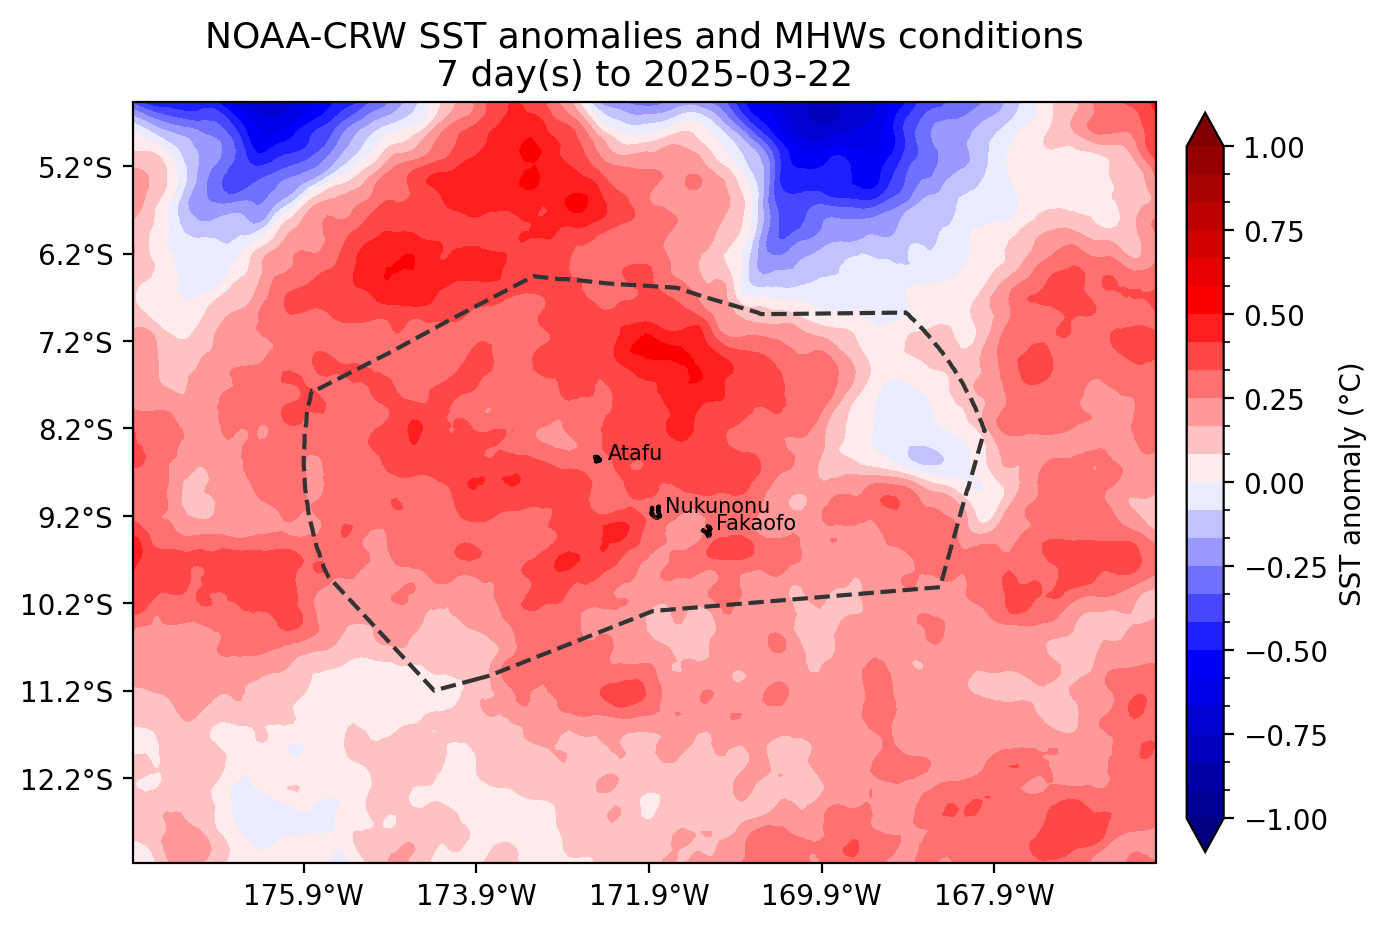 NOAA-CRW SST anomalies and MHWs conditions
7 day(s) to 2025-03-22
5.2°S
6.2°S
7.2°S
8.2°S
9.2°S
10.2°S
11.2°S
12.2°S
Atafu
Nukunonu
Fakaofo
175.9°W
173.9°W
171.9°W
169.9°W
167.9°W
1.00
0.75
0.50
0.25
0.00
−0.25
−0.50
−0.75
−1.00
SST anomaly (°C)